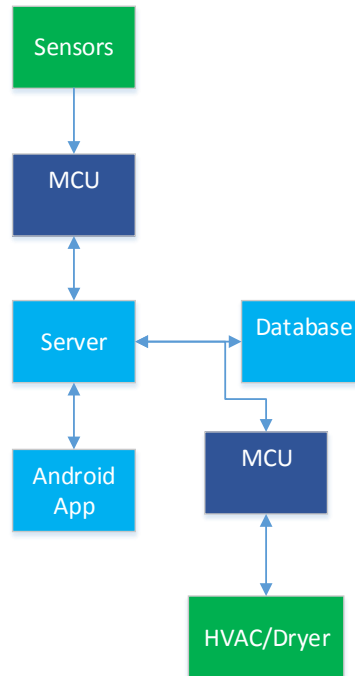 Sensors
MCU
Server
Database
Android
App
MCU
HVAC/Dryer